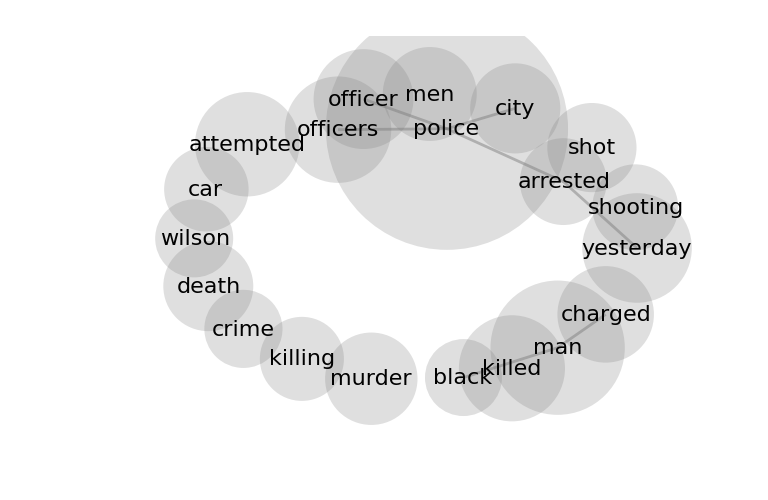 men
officer
city
officers
police
attempted
shot
arrested
car
shooting
wilson
yesterday
death
charged
crime
man
killing
killed
murder
black